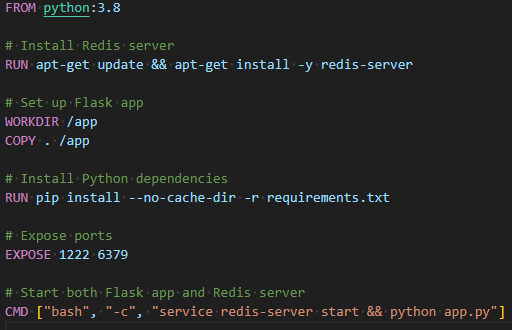 FROM python:3.8
# Install Redis server
RUN apt-get update && apt-get install -y redis-server
# Set up Flask app
WORKDIR /app
COPY . /app
# Install Python dependencies
RUN pip install --no-cache-dir -r requirements.txt
# Expose ports
EXPOSE 1222 6379
# Start both Flask app and Redis server
CMD ["bash", "-c", "service redis-server start && python app.py"]